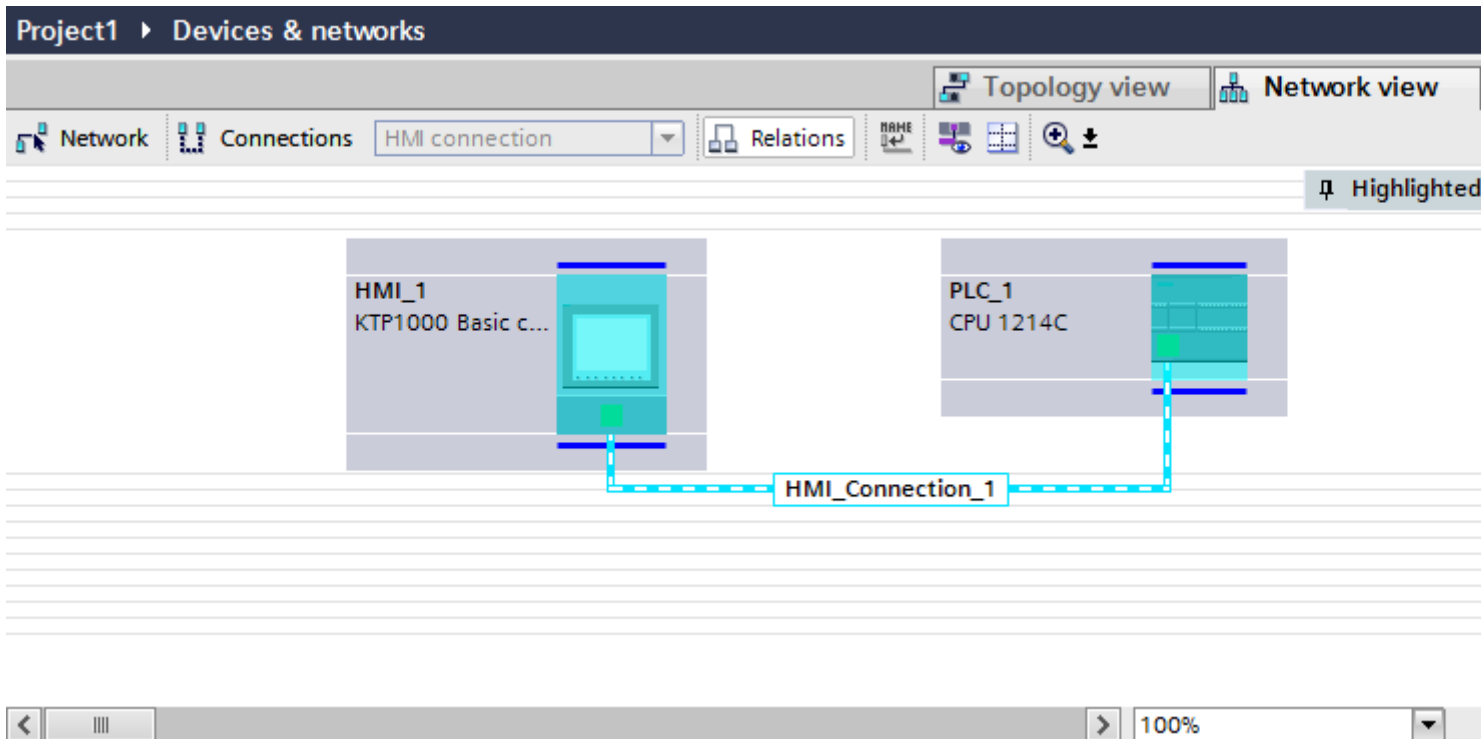 Project1 ▸ Devices & networks
Topology view
Network view
Network
Connections
HMI connection
Relations
NAME
Highlighted
HMI_1
KTP1000 Basic c...
PLC_1
CPU 1214C
HMI_Connection_1
100%